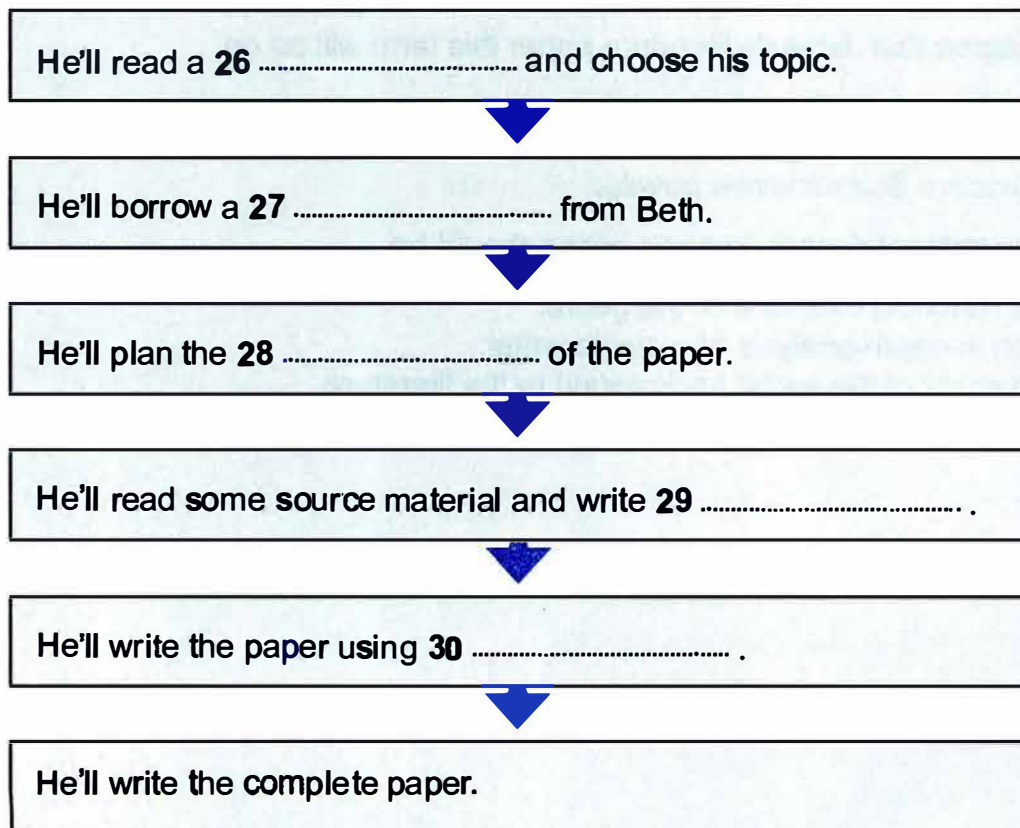 He'll read a 26 ........................................ and choose his topic.
He'll borrow a 27 ........................................ from Beth.
He'll plan the 28 ........................................ of the paper.
He'll read some source material and write 29 ........................................ .
He'll write the paper using 30 ........................................ .
He'll write the complete paper.